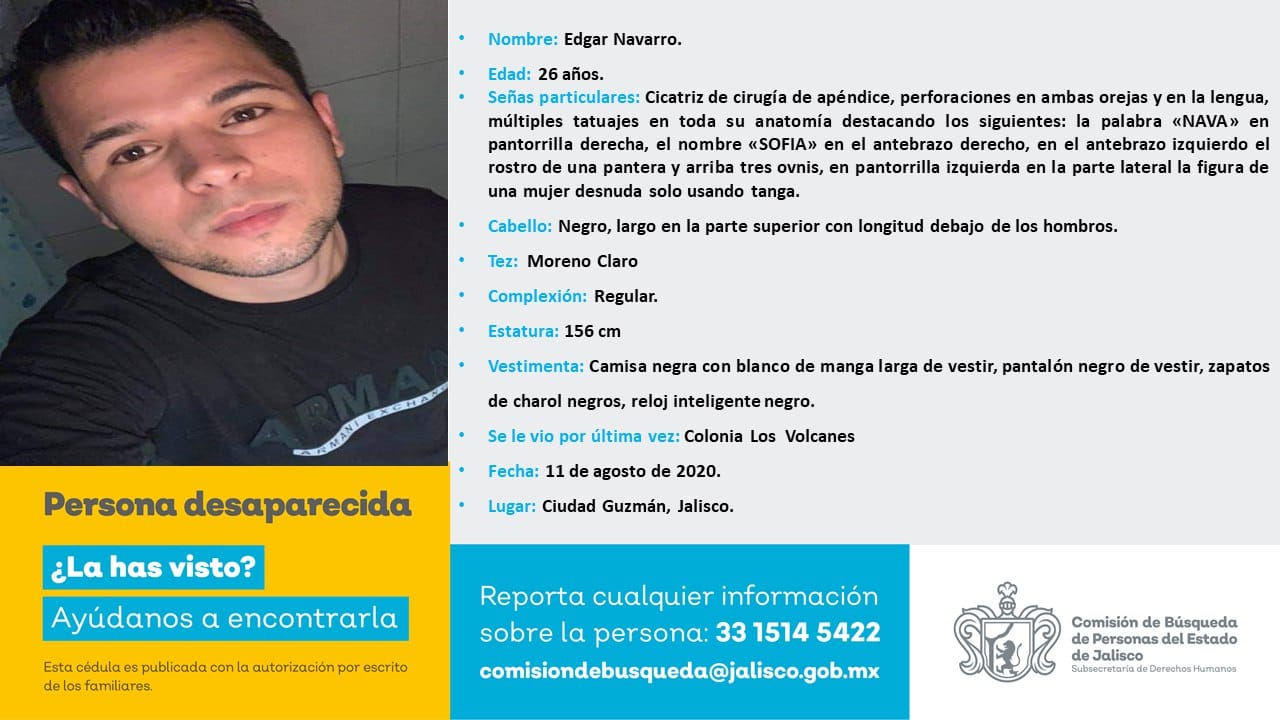 • Nombre: Edgar Navarro.
• Edad: 26 años.
• Señas particulares: Cicatriz de cirugía de apéndice, perforaciones en ambas orejas y en la lengua,
múltiples tatuajes en toda su anatomía destacando los siguientes: la palabra «NAVA» en
pantorrilla derecha, el nombre «SOFIA» en el antebrazo derecho, en el antebrazo izquierdo el
rostro de una pantera y arriba tres ovnis, en pantorrilla izquierda en la parte lateral la figura de
una mujer desnuda solo usando tanga.
• Cabello: Negro, largo en la parte superior con longitud debajo de los hombros.
• Tez: Moreno Claro
• Complexión: Regular.
• Estatura: 156 cm
• Vestimenta: Camisa negra con blanco de manga larga de vestir, pantalón negro de vestir, zapatos
de charol negros, reloj inteligente negro.
• Se le vio por última vez: Colonia Los Volcanes
• Fecha: 11 de agosto de 2020.
• Lugar: Ciudad Guzmán, Jalisco.
ARMAN
ARMANI EXCHANG
Persona desaparecida
¿La has visto?
Ayúdanos a encontrarla
Esta cédula es publicada con la autorización por escrito
de los familiares.
Reporta cualquier información
sobre la persona: 33 1514 5422
comisiondebusqueda@jalisco.gob.mx
Comisión de Búsqueda
de Personas del Estado
de Jalisco
Subsecretaría de Derechos Humanos